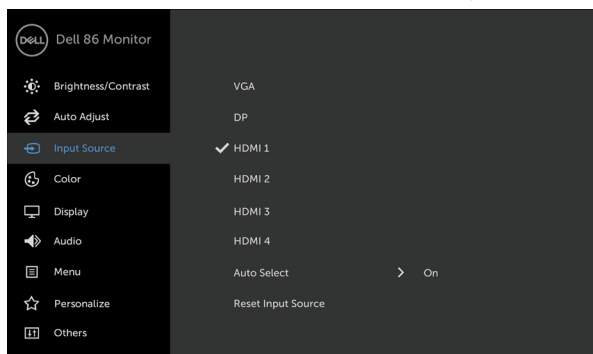 DELL
Dell 86 Monitor
Brightness/Contrast
Auto Adjust
Input Source
Color
Display
Audio
Menu
Personalize
Others
VGA
DP
HDMI 1
HDMI 2
HDMI 3
HDMI 4
Auto Select > On
Reset Input Source